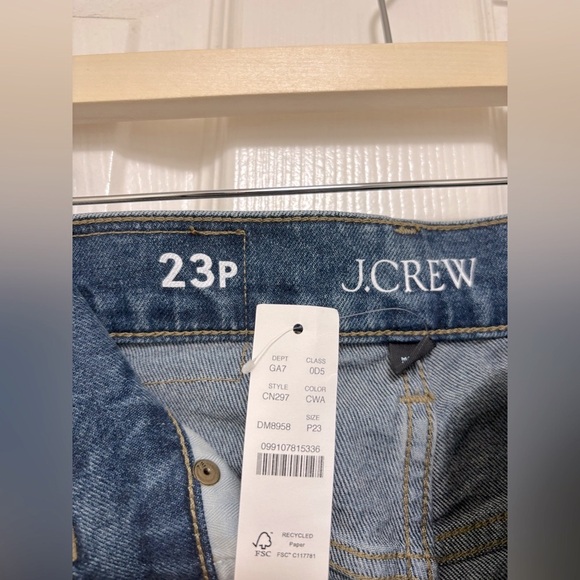 23P J.CREW
DEPT CLASS
GA7 0D5
STYLE COLOR
CN297 CWA
SIZE
DM8958 P23
099107815336
RECYCLED
Paper
FSC
FSC® C117781